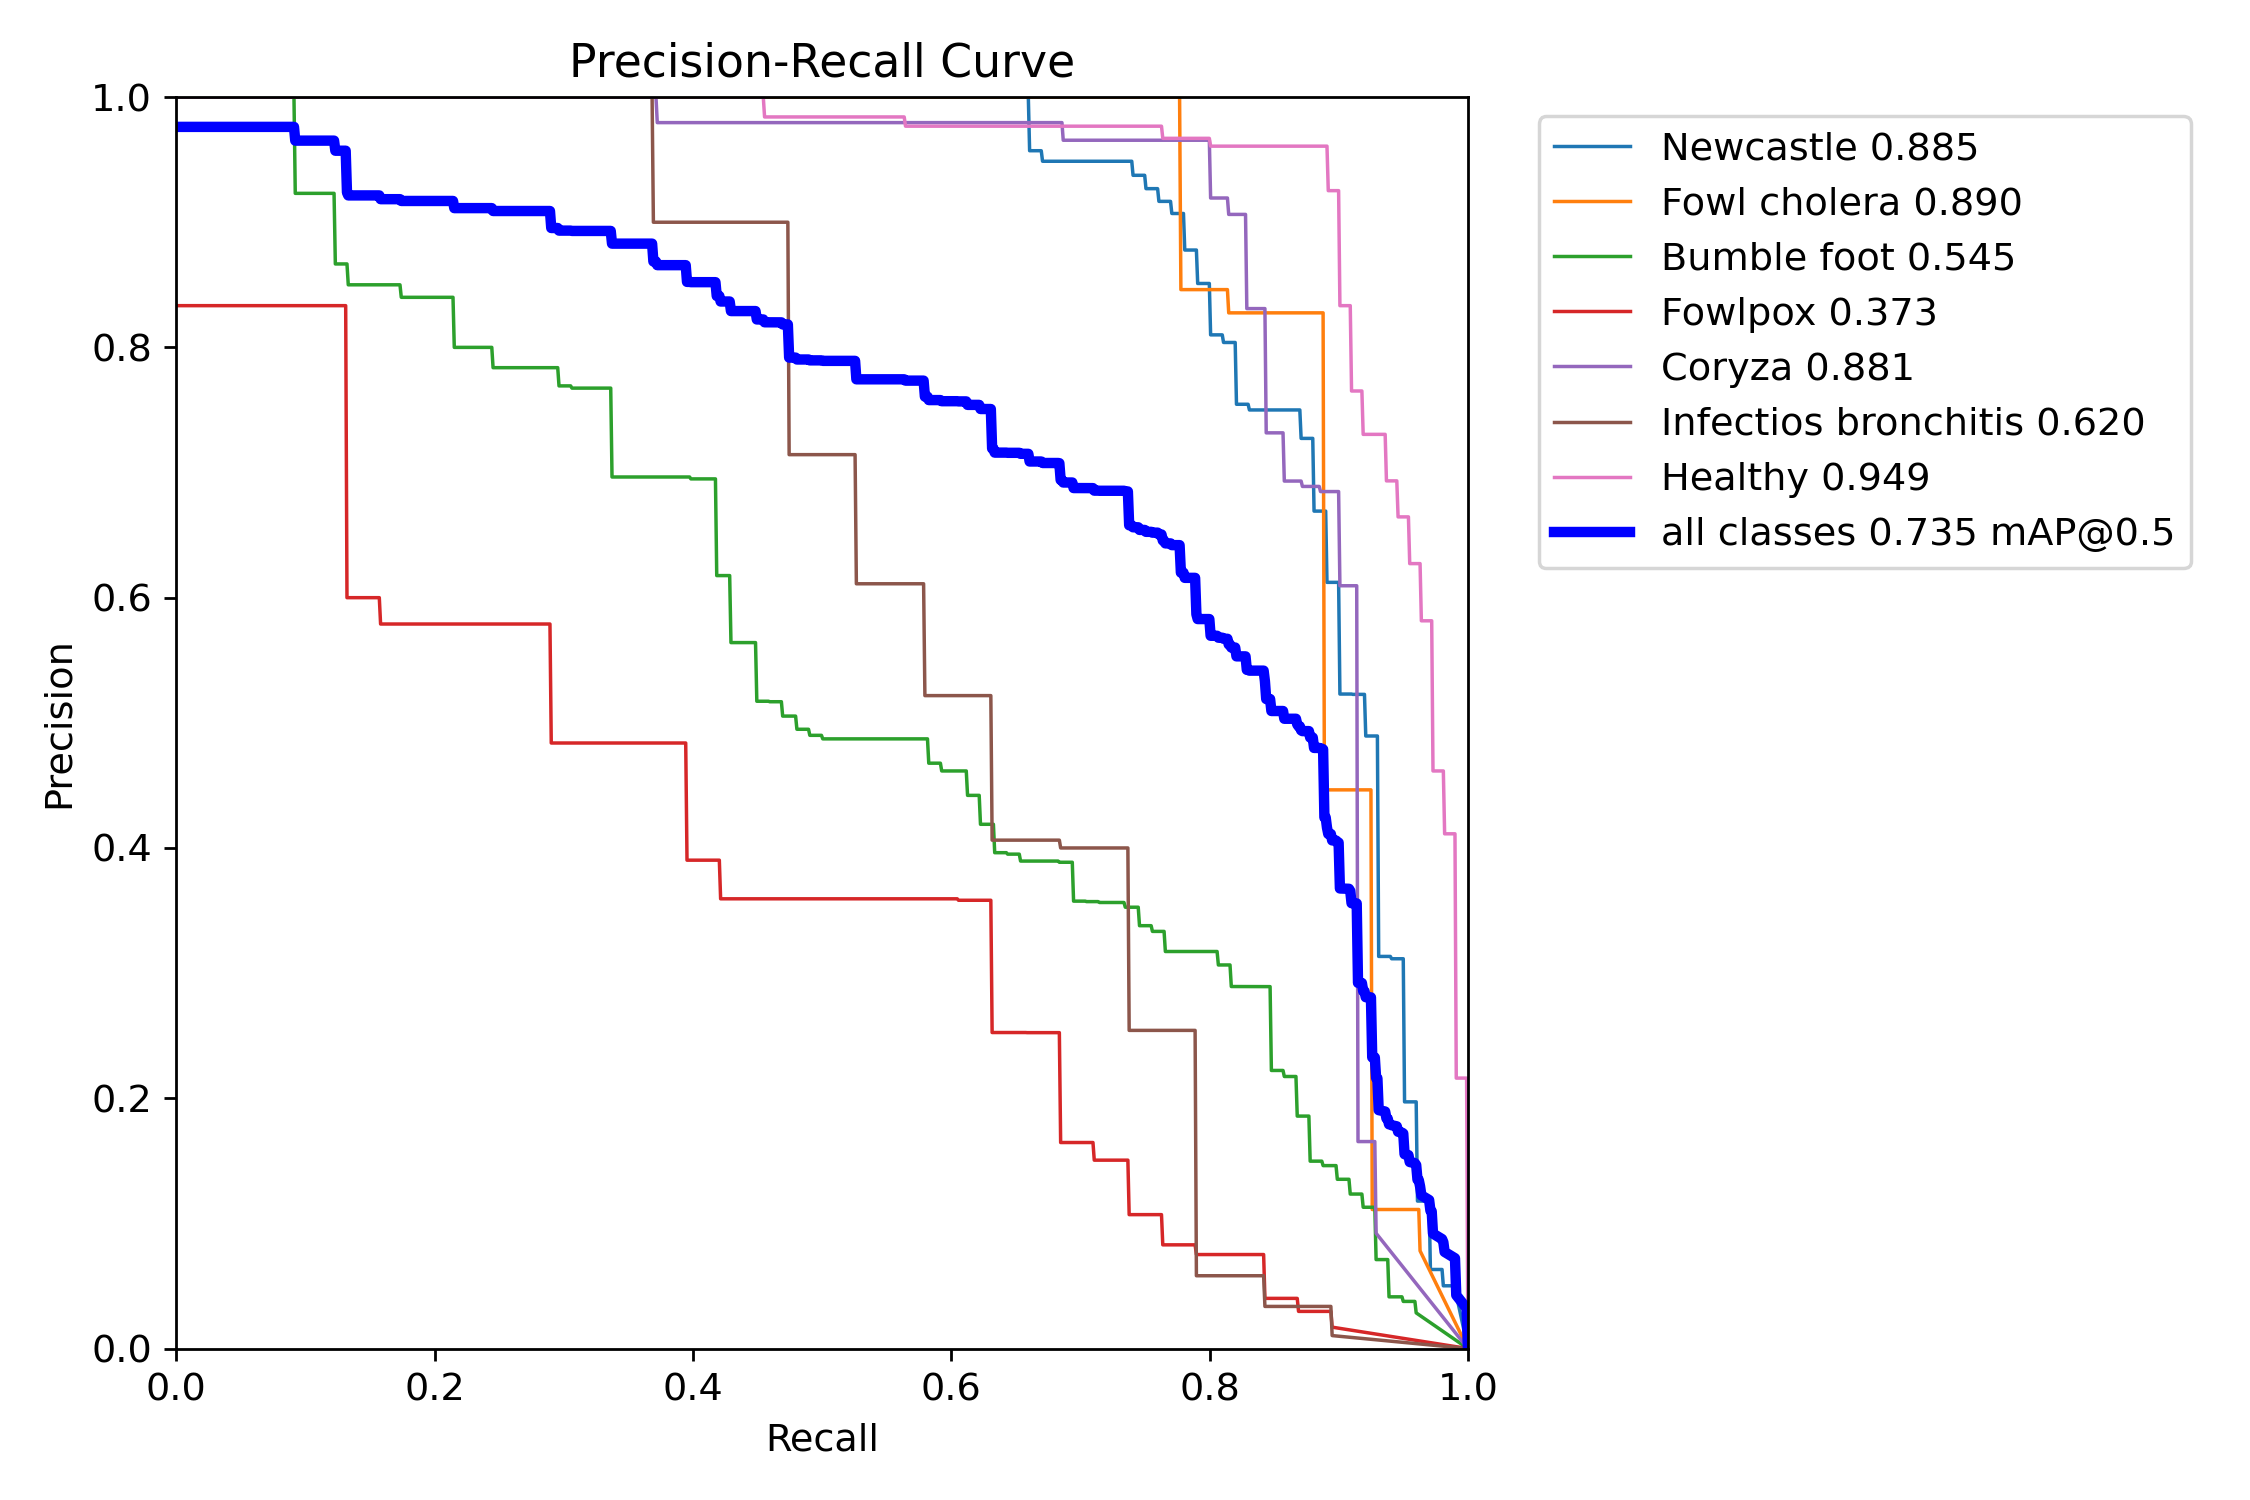 Precision-Recall Curve
1.0
0.8
0.6
0.4
0.2
0.0
Precision
0.0 0.2 0.4 0.6 0.8 1.0
Recall
Newcastle 0.885
Fowl cholera 0.890
Bumble foot 0.545
Fowlpox 0.373
Coryza 0.881
Infectios bronchitis 0.620
Healthy 0.949
all classes 0.735 mAP@0.5